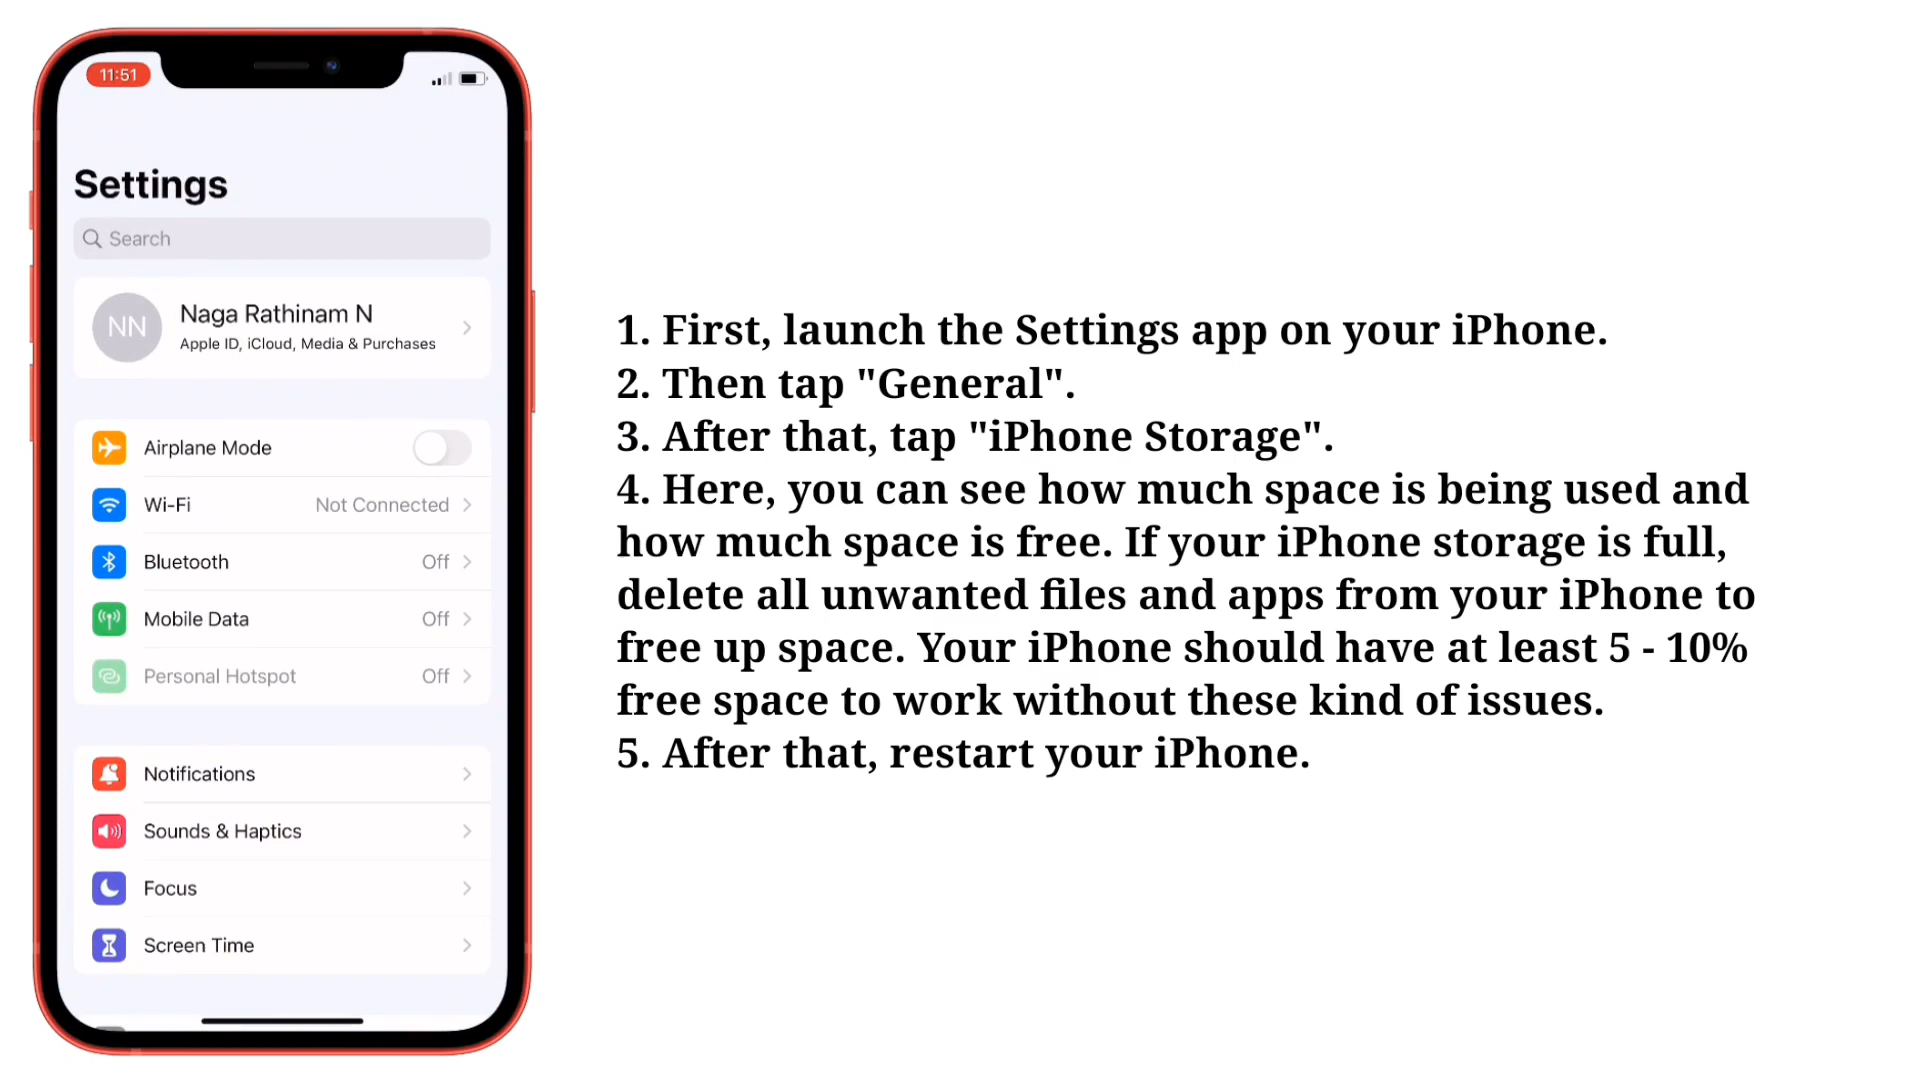 11:51
Settings
Search
NN
Naga Rathinam N
Apple ID, iCloud, Media & Purchases
Airplane Mode
Wi-Fi Not Connected
Bluetooth Off
Mobile Data Off
Personal Hotspot Off
Notifications
Sounds & Haptics
Focus
Screen Time
1. First, launch the Settings app on your iPhone.
2. Then tap "General".
3. After that, tap "iPhone Storage".
4. Here, you can see how much space is being used and
how much space is free. If your iPhone storage is full,
delete all unwanted files and apps from your iPhone to
free up space. Your iPhone should have at least 5 - 10%
free space to work without these kind of issues.
5. After that, restart your iPhone.